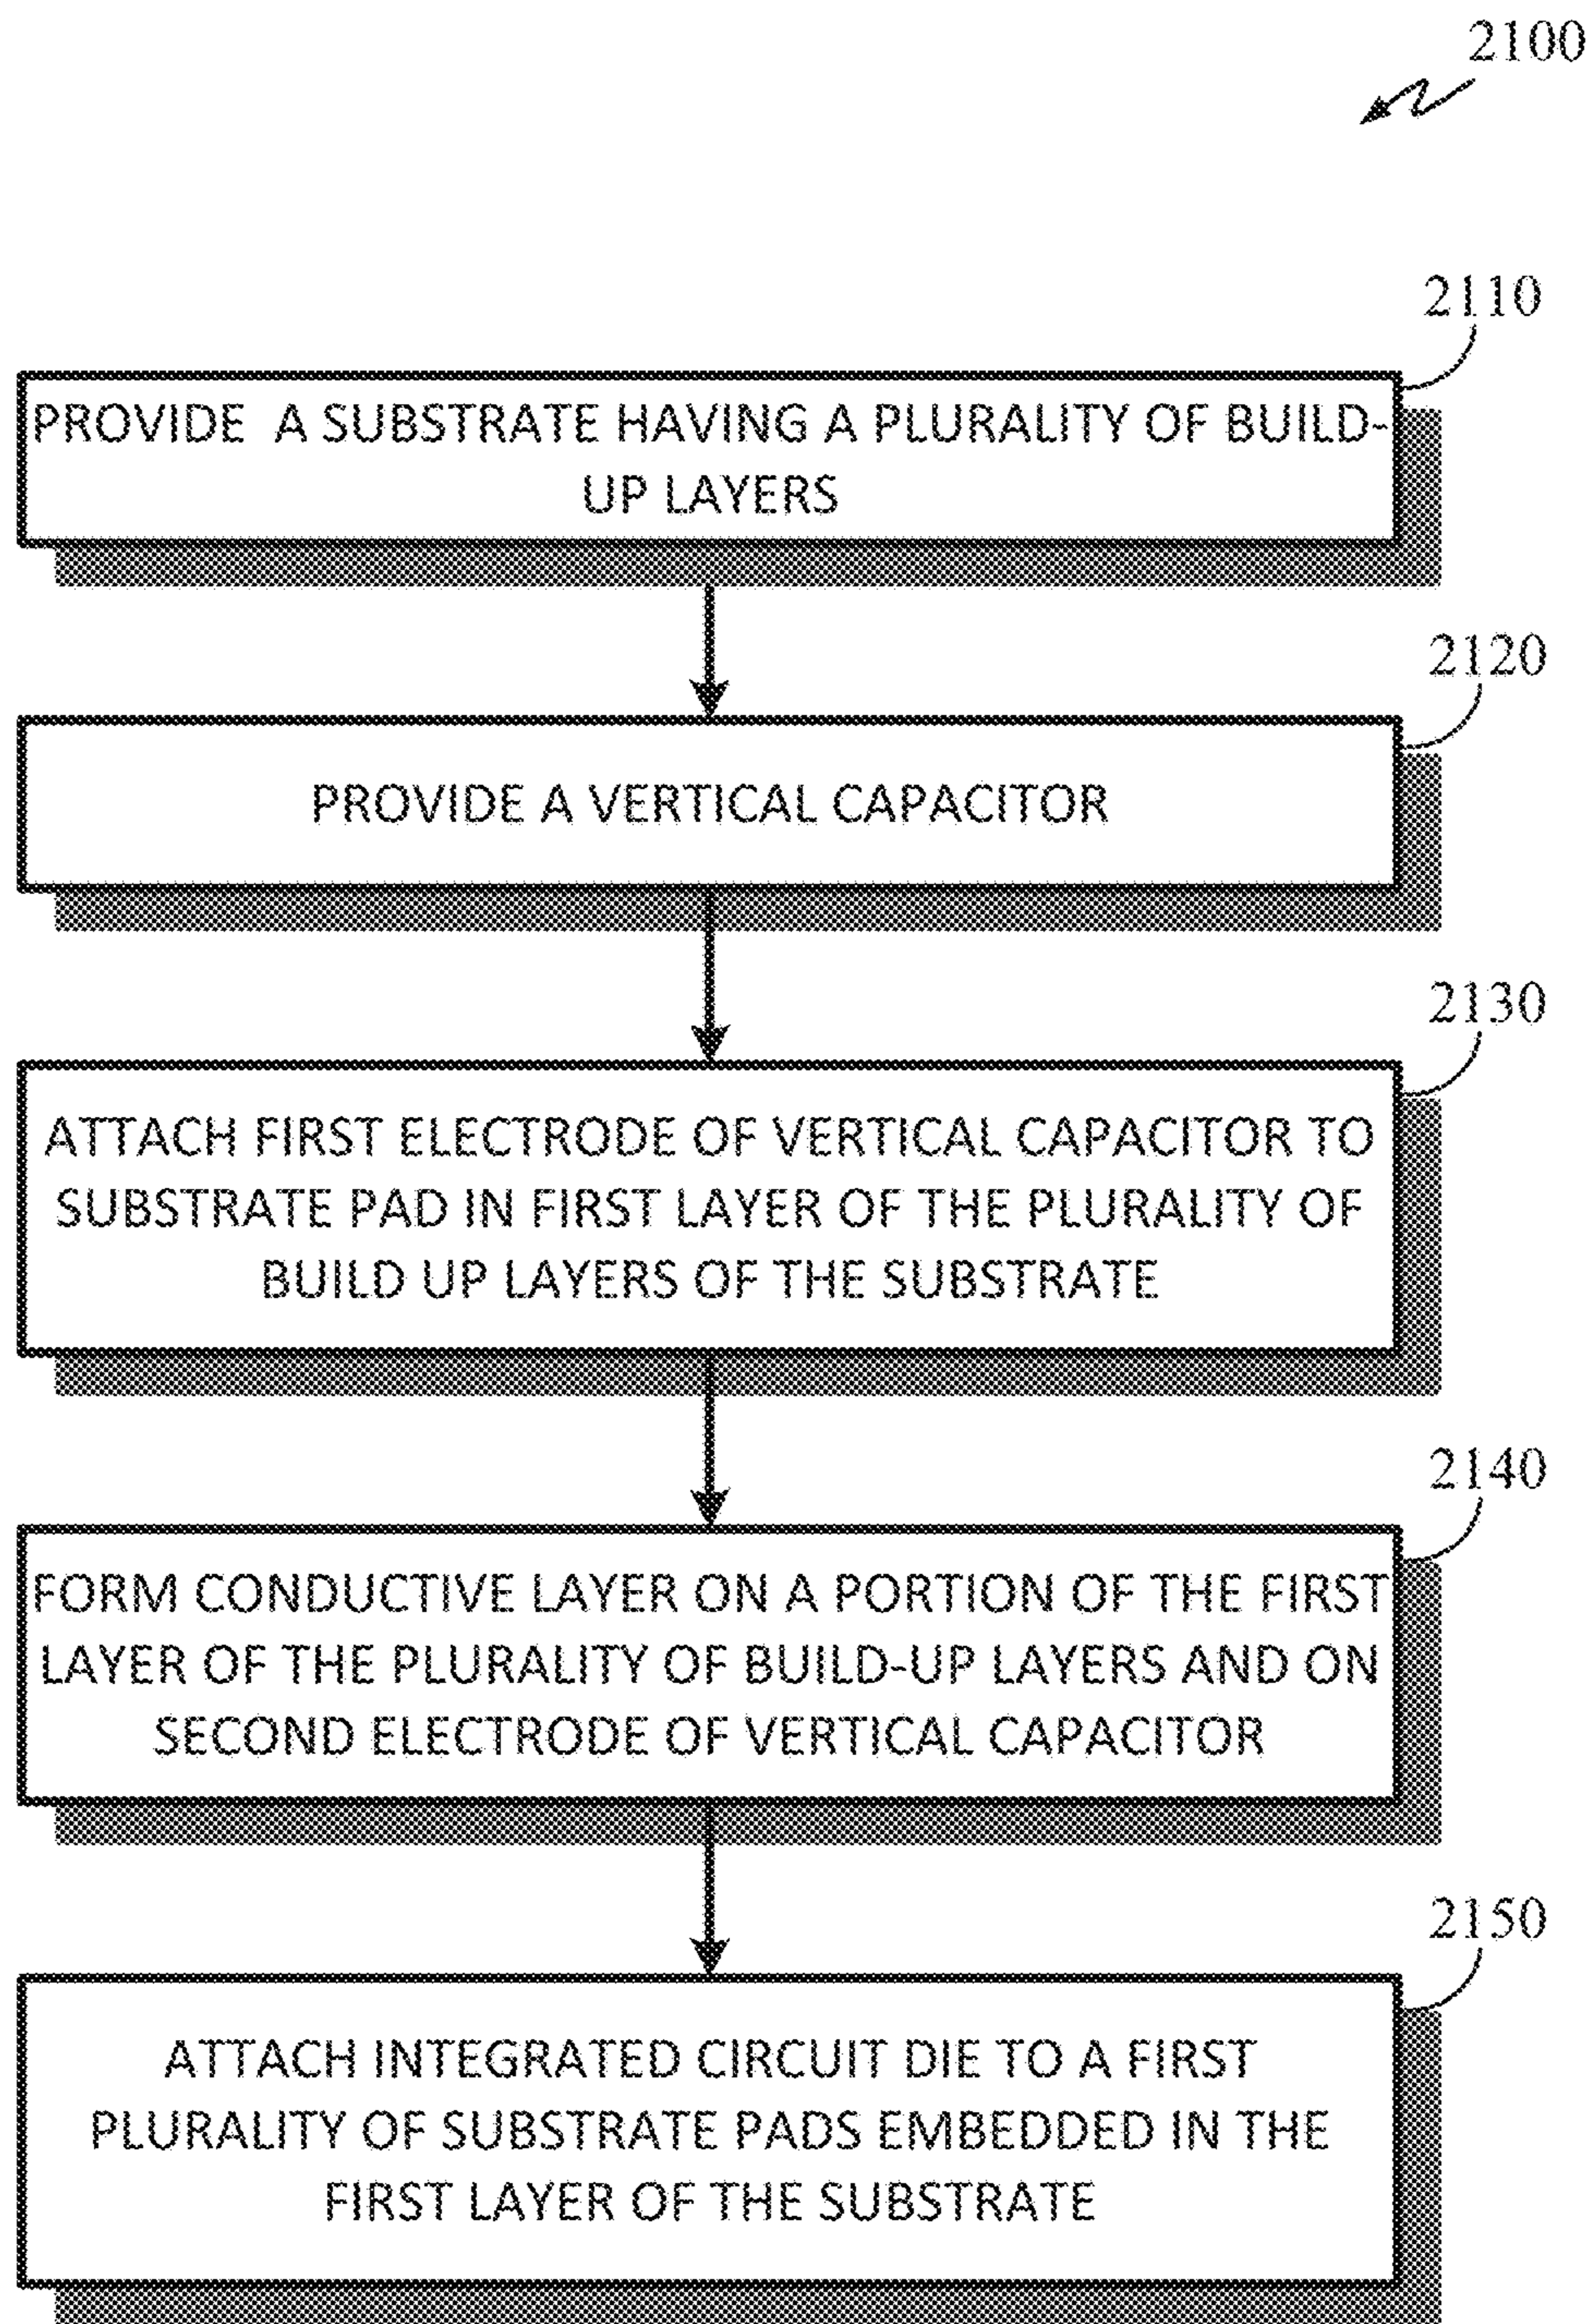 2100
2110
PROVIDE A SUBSTRATE HAVING A PLURALITY OF BUILD-
UP LAYERS
2120
PROVIDE A VERTICAL CAPACITOR
2130
ATTACH FIRST ELECTRODE OF VERTICAL CAPACITOR TO
SUBSTRATE PAD IN FIRST LAYER OF THE PLURALITY OF
BUILD UP LAYERS OF THE SUBSTRATE
2140
FORM CONDUCTIVE LAYER ON A PORTION OF THE FIRST
LAYER OF THE PLURALITY OF BUILD-UP LAYERS AND ON
SECOND ELECTRODE OF VERTICAL CAPACITOR
2150
ATTACH INTEGRATED CIRCUIT DIE TO A FIRST
PLURALITY OF SUBSTRATE PADS EMBEDDED IN THE
FIRST LAYER OF THE SUBSTRATE